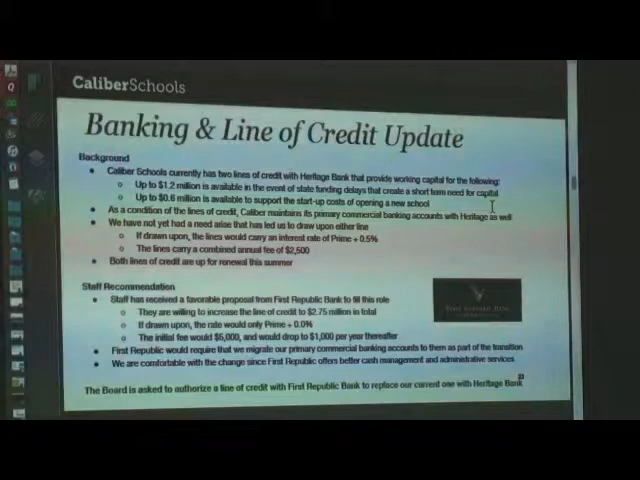 CaliberSchools
Banking & Line of Credit Update
Background
• Caliber Schools currently has two lines of credit with Heritage Bank that provide working capital for the following:
o Up to $1.2 million is available in the event of state funding delays that create a short term need for capital
o Up to $0.6 million is available to support the start-up costs of opening a new school
• As a condition of the lines of credit, Caliber maintains its primary commercial banking accounts with Heritage as well
• We have not yet had a need arise that has led us to draw upon either line
o If drawn upon, the lines would carry an interest rate of Prime + 0.5%
o The lines carry a combined annual fee of $2,500
• Both lines of credit are up for renewal this summer
Staff Recommendation
• Staff has received a favorable proposal from First Republic Bank to fill this role
o They are willing to increase the line of credit to $2.75 million in total
o If drawn upon, the rate would only Prime + 0.0%
o The initial fee would $5,000, and would drop to $1,000 per year thereafter
• First Republic would require that we migrate our primary commercial banking accounts to them as part of the transition
• We are comfortable with the change since First Republic offers better cash management and administrative services
The Board is asked to authorize a line of credit with First Republic Bank to replace our current one with Heritage Bank